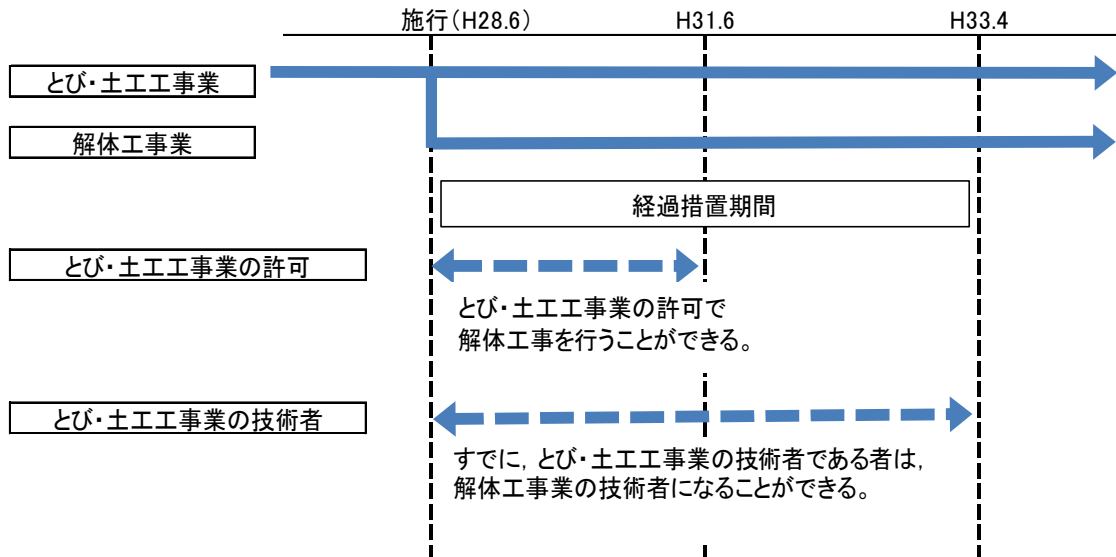 施行(H28.6)
H31.6
H33.4
とび・土工工事業
解体工事業
経過措置期間
とび・土工工事業の許可
とび・土工工事業の許可で
解体工事を行うことができる。
とび・土工工事業の技術者
すでに，とび・土工工事業の技術者である者は，
解体工事業の技術者になることができる。